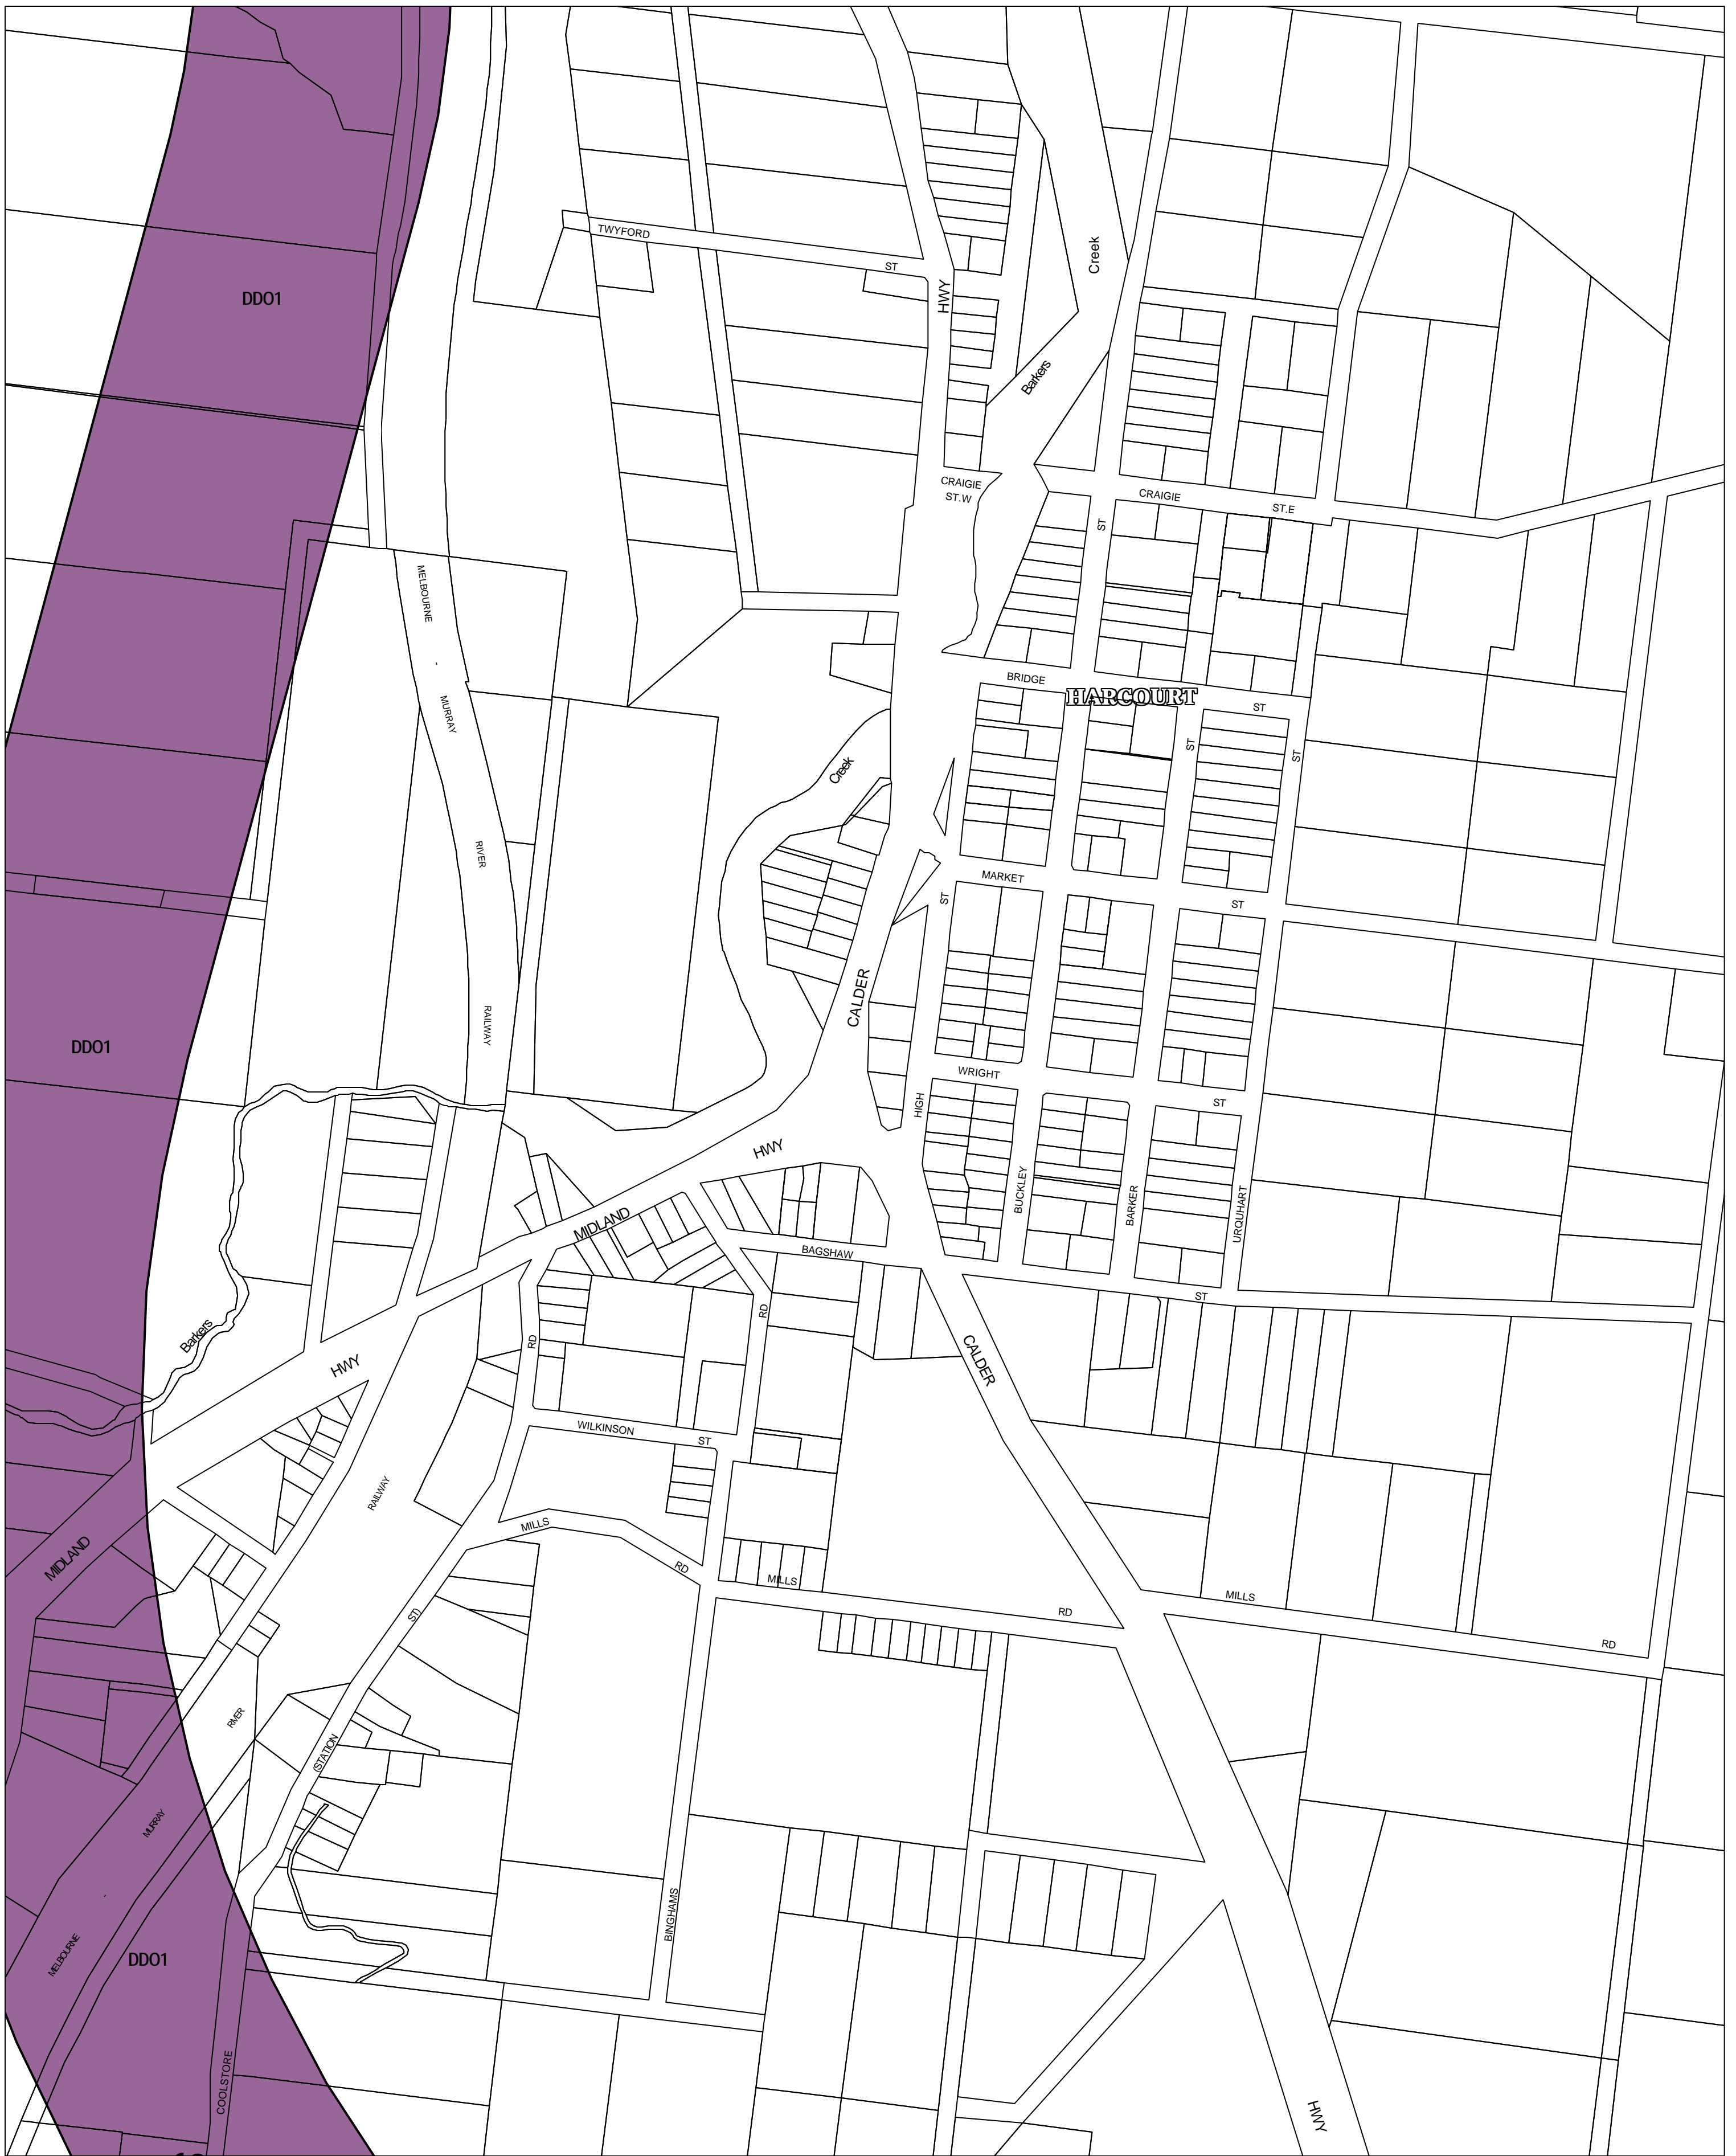 TWYFORD
ST
HWY
Creek
DDO1
Barkers
CRAIGIE
ST.W
CRAIGIE
ST.E
ST
MELBOURNE
-
MURRAY
RIVER
RAILWAY
BRIDGE
HARCOURT
ST
ST
ST
Creek
MARKET
ST
ST
CALDER
DDO1
WRIGHT
ST
HIGH
HWY
BUCKLEY
BARKER
URQUHART
MIDLAND
BAGSHAW
ST
RD
RD
Barkers
HWY
CALDER
WILKINSON
ST
RAILWAY
MILLS
RD
MILLS
RD
MILLS
RD
MIDLAND
ST)
(STATION
RIVER
MURRAY
-
MELBOURNE
DDO1
BINGHAMS
COOLSTORE
HWY